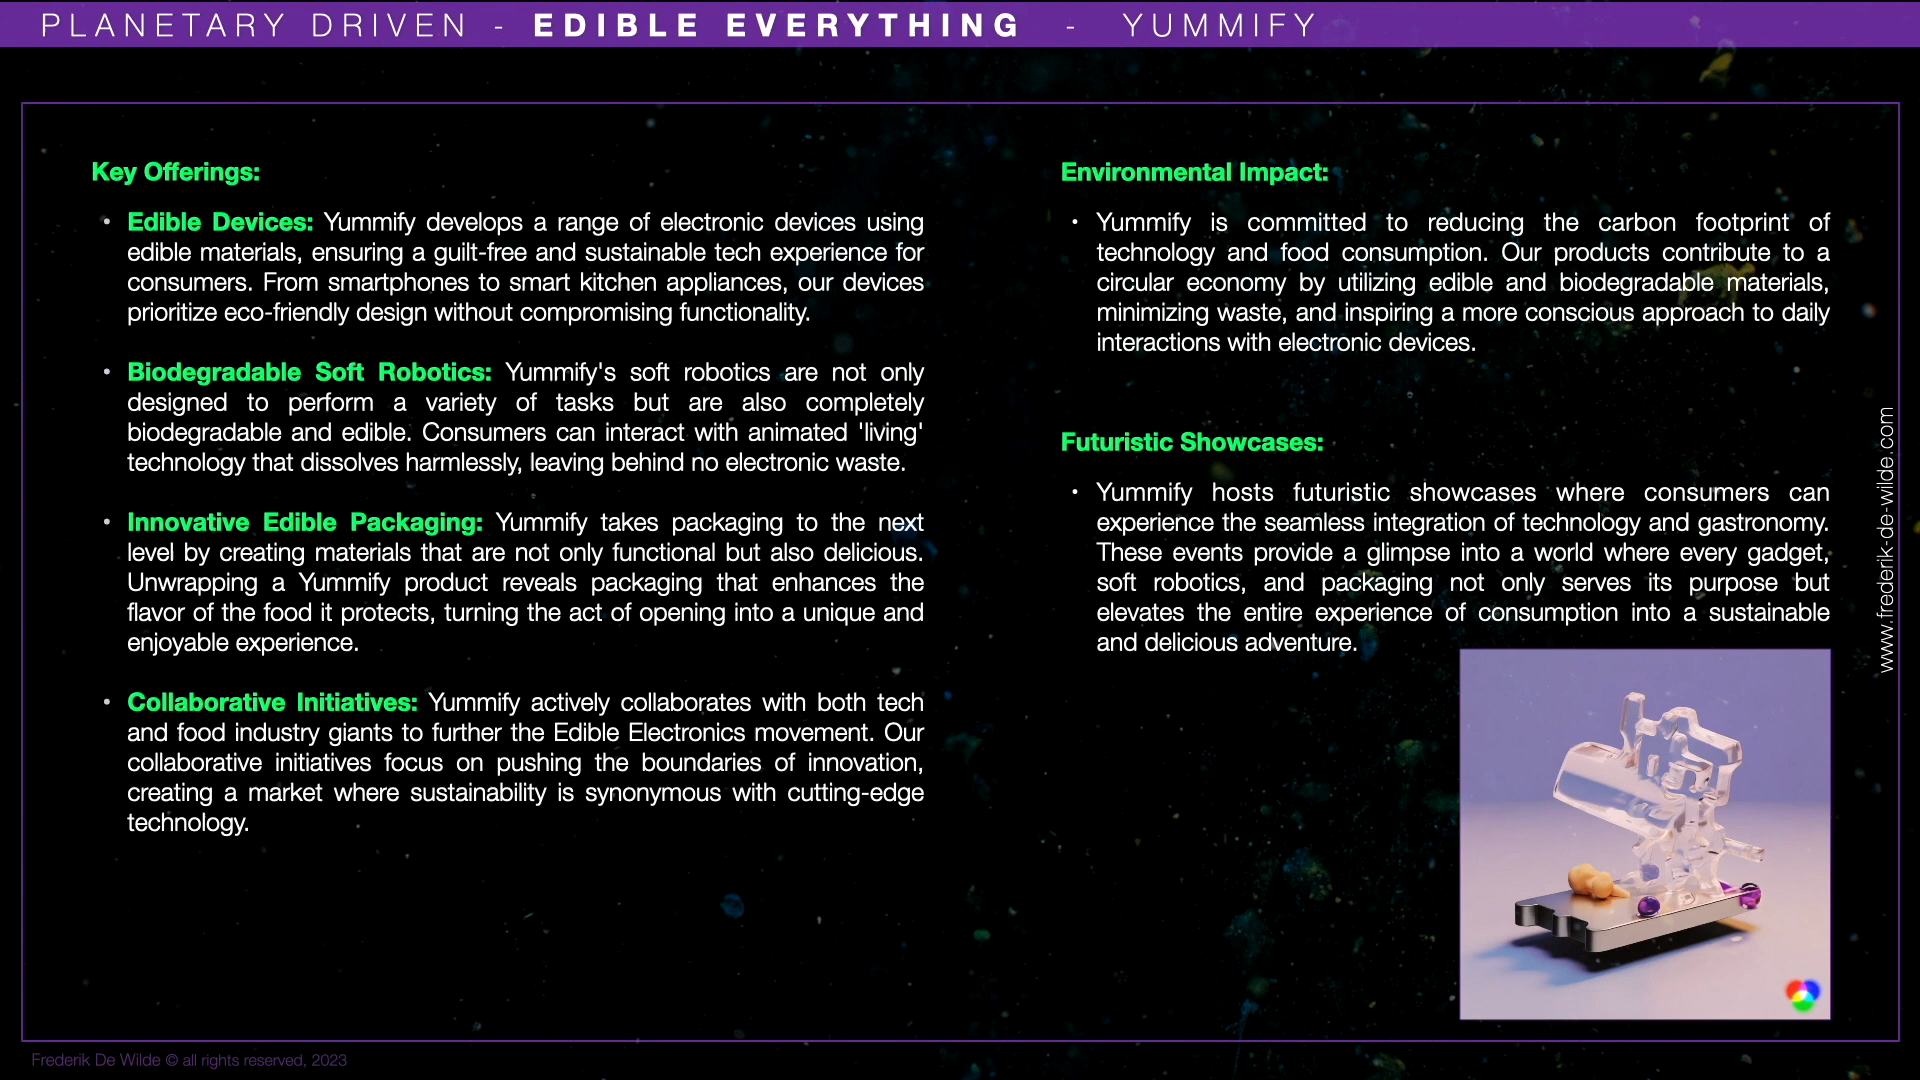 PLANETARY DRIVEN - EDIBLE EVERYTHING - YUMMIFY
Key Offerings:
• Edible Devices: Yummify develops a range of electronic devices using
edible materials, ensuring a guilt-free and sustainable tech experience for
consumers. From smartphones to smart kitchen appliances, our devices
prioritize eco-friendly design without compromising functionality.
• Biodegradable Soft Robotics: Yummify's soft robotics are not only
designed to perform a variety of tasks but are also completely
biodegradable and edible. Consumers can interact with animated 'living'
technology that dissolves harmlessly, leaving behind no electronic waste.
• Innovative Edible Packaging: Yummify takes packaging to the next
level by creating materials that are not only functional but also delicious.
Unwrapping a Yummify product reveals packaging that enhances the
flavor of the food it protects, turning the act of opening into a unique and
enjoyable experience.
• Collaborative Initiatives: Yummify actively collaborates with both tech
and food industry giants to further the Edible Electronics movement. Our
collaborative initiatives focus on pushing the boundaries of innovation,
creating a market where sustainability is synonymous with cutting-edge
technology.
Environmental Impact:
• Yummify is committed to reducing the carbon footprint of
technology and food consumption. Our products contribute to a
circular economy by utilizing edible and biodegradable materials,
minimizing waste, and inspiring a more conscious approach to daily
interactions with electronic devices.
Futuristic Showcases:
• Yummify hosts futuristic showcases where consumers can
experience the seamless integration of technology and gastronomy.
These events provide a glimpse into a world where every gadget,
soft robotics, and packaging not only serves its purpose but
elevates the entire experience of consumption into a sustainable
and delicious adventure.
www.frederik-de-wilde.com
Frederik De Wilde © all rights reserved, 2023